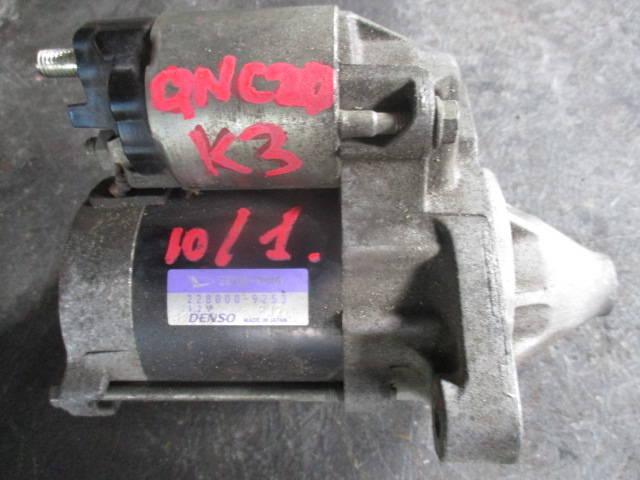 QNC20
K3
10/1.
228000-9253
12V
DENSO MADE IN JAPAN